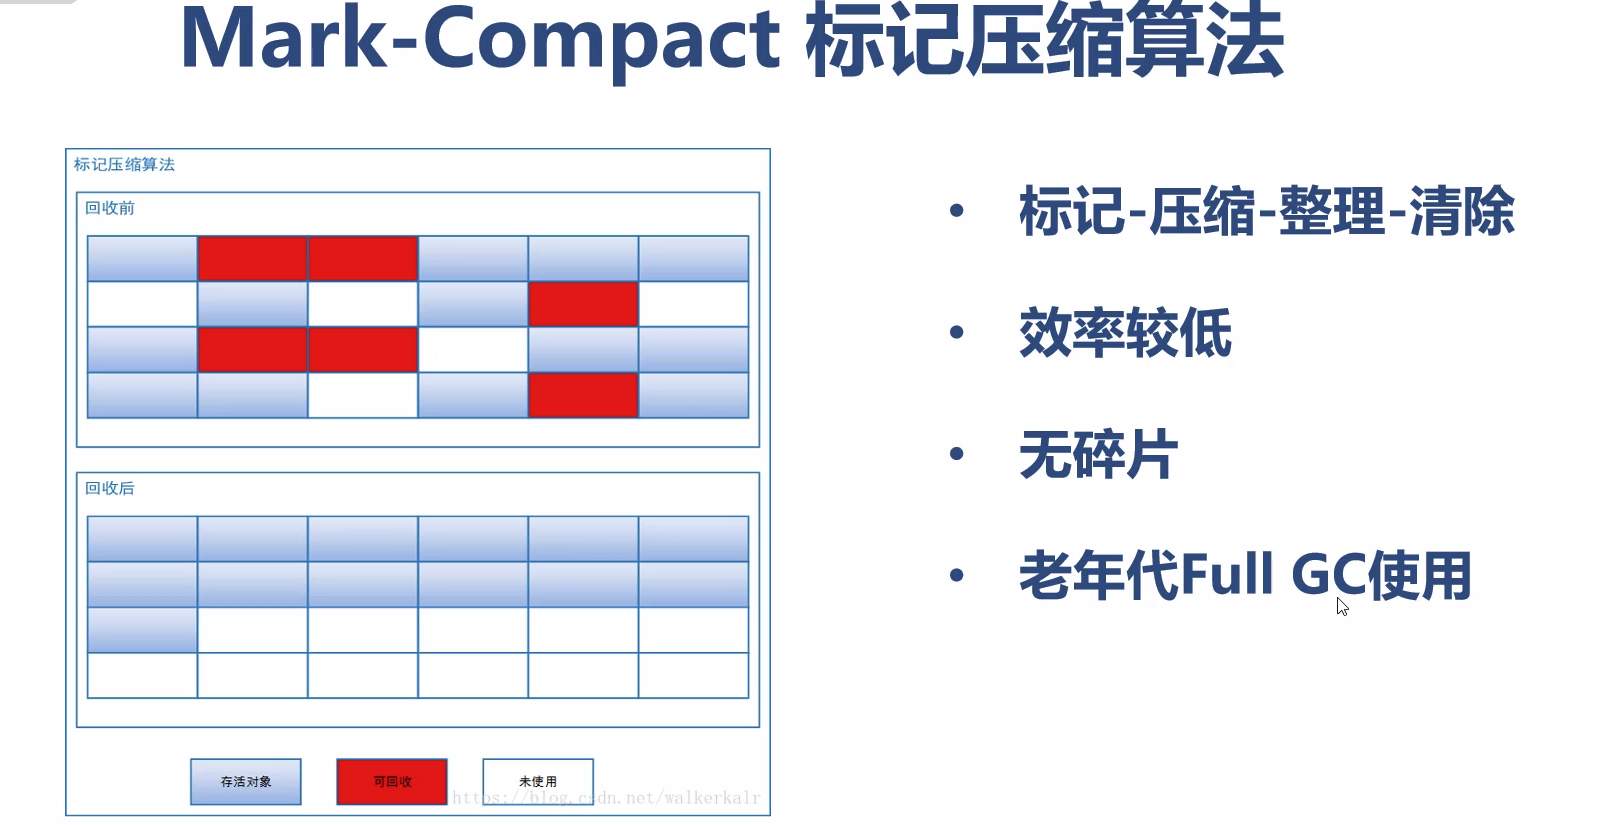 Mark-Compact 标记压缩算法
标记压缩算法
回收前
回收后
存活对象
可回收
未使用
https://blog.csdn.net/walkerkalr
• 标记-压缩-整理-清除
• 效率较低
• 无碎片
• 老年代Full GC使用